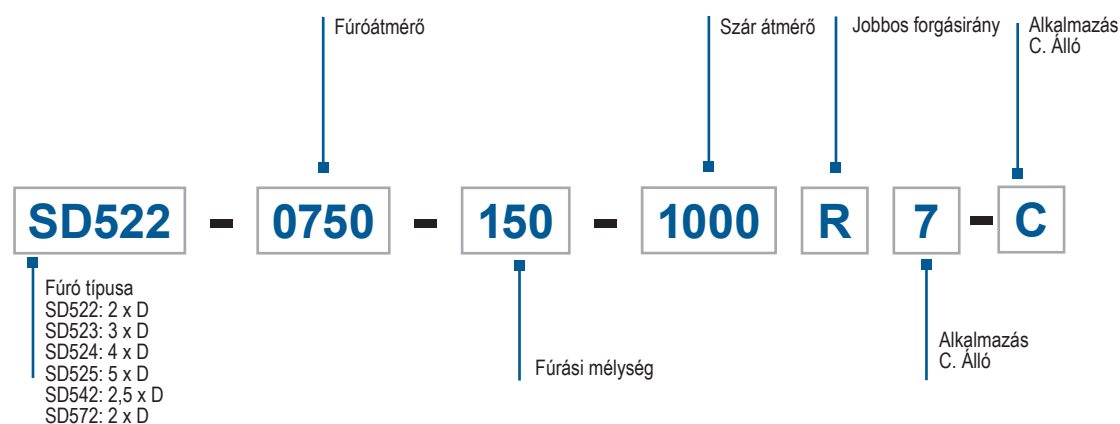 Fúróátmérő
Szár átmérő
Jobbos forgásirány
Alkalmazás
C. Álló
SD522 - 0750 - 150 - 1000 R 7 - C
Fúró típusa
SD522: 2 x D
SD523: 3 x D
SD524: 4 x D
SD525: 5 x D
SD542: 2,5 x D
SD572: 2 x D
Fúrási mélység
Alkalmazás
C. Álló